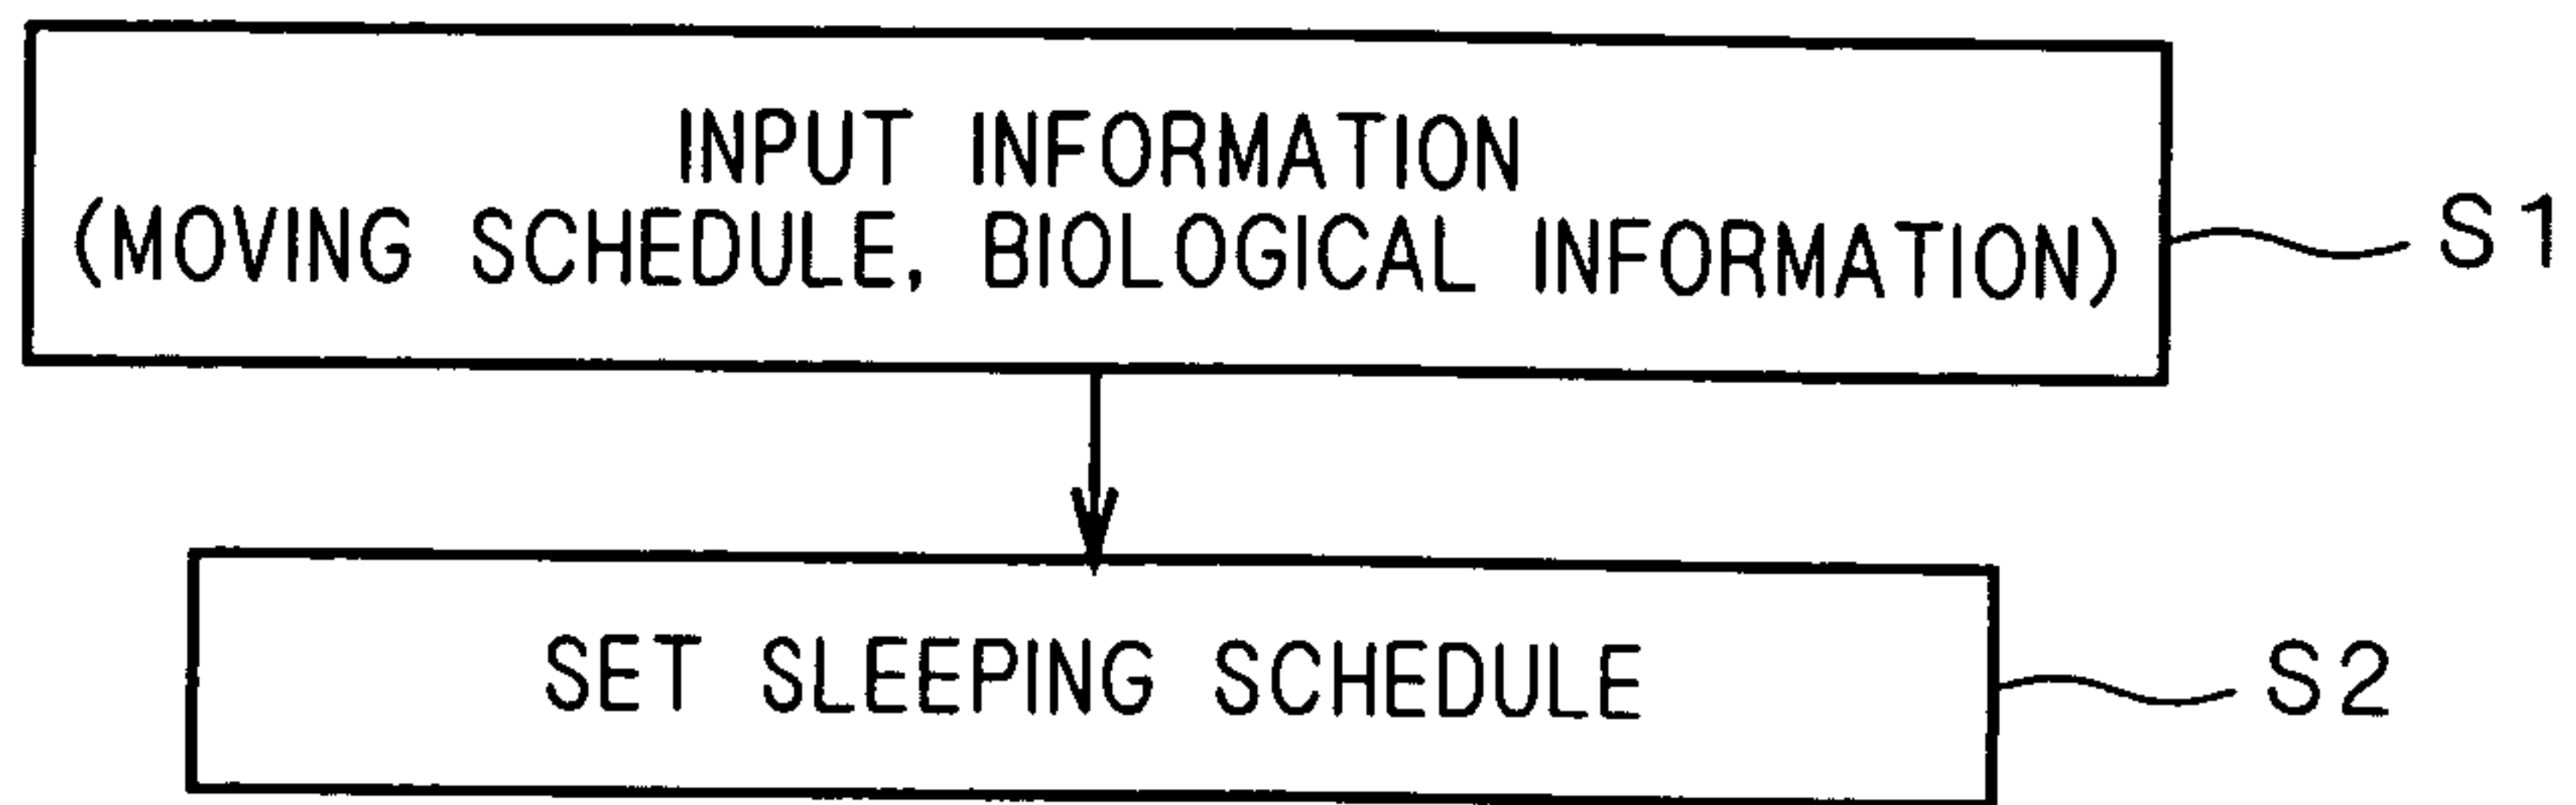 INPUT INFORMATION
(MOVING SCHEDULE, BIOLOGICAL INFORMATION)
S1
SET SLEEPING SCHEDULE
S2